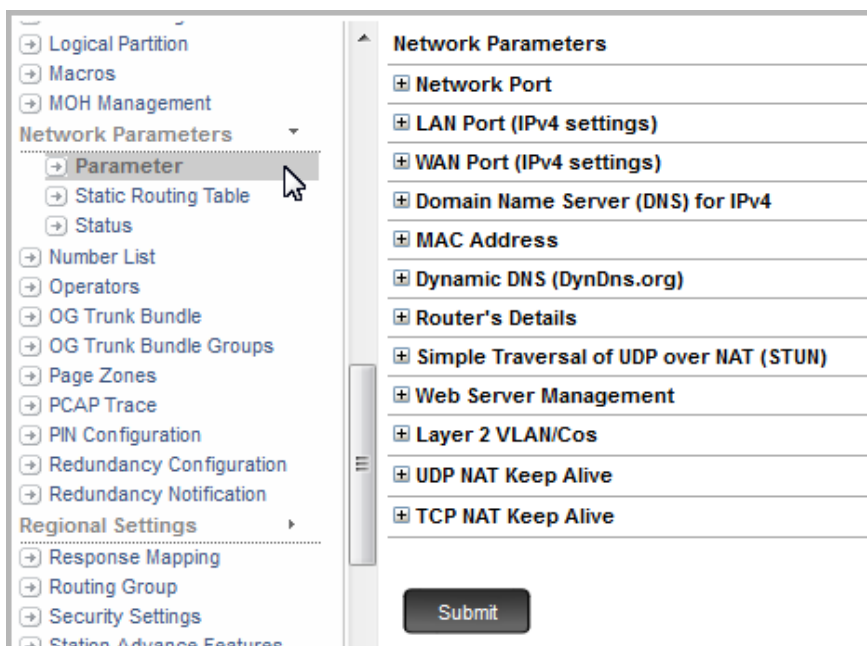 Logical Partition
Macros
MOH Management
Network Parameters
Parameter
Static Routing Table
Status
Number List
Operators
OG Trunk Bundle
OG Trunk Bundle Groups
Page Zones
PCAP Trace
PIN Configuration
Redundancy Configuration
Redundancy Notification
Regional Settings
Response Mapping
Routing Group
Security Settings
Station Advance Features
Network Parameters
Network Port
LAN Port (IPv4 settings)
WAN Port (IPv4 settings)
Domain Name Server (DNS) for IPv4
MAC Address
Dynamic DNS (DynDns.org)
Router's Details
Simple Traversal of UDP over NAT (STUN)
Web Server Management
Layer 2 VLAN/Cos
UDP NAT Keep Alive
TCP NAT Keep Alive
Submit